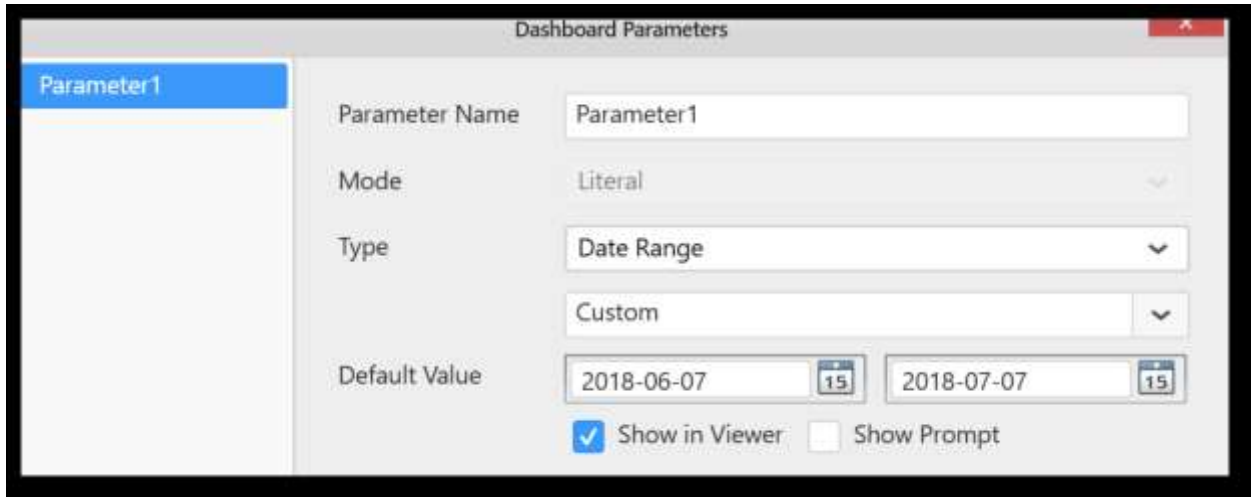 Dashboard Parameters
Parameter1
Parameter Name Parameter1
Mode Literal
Type Date Range
Custom
Default Value 2018-06-07 15 2018-07-07 15
Show in Viewer Show Prompt